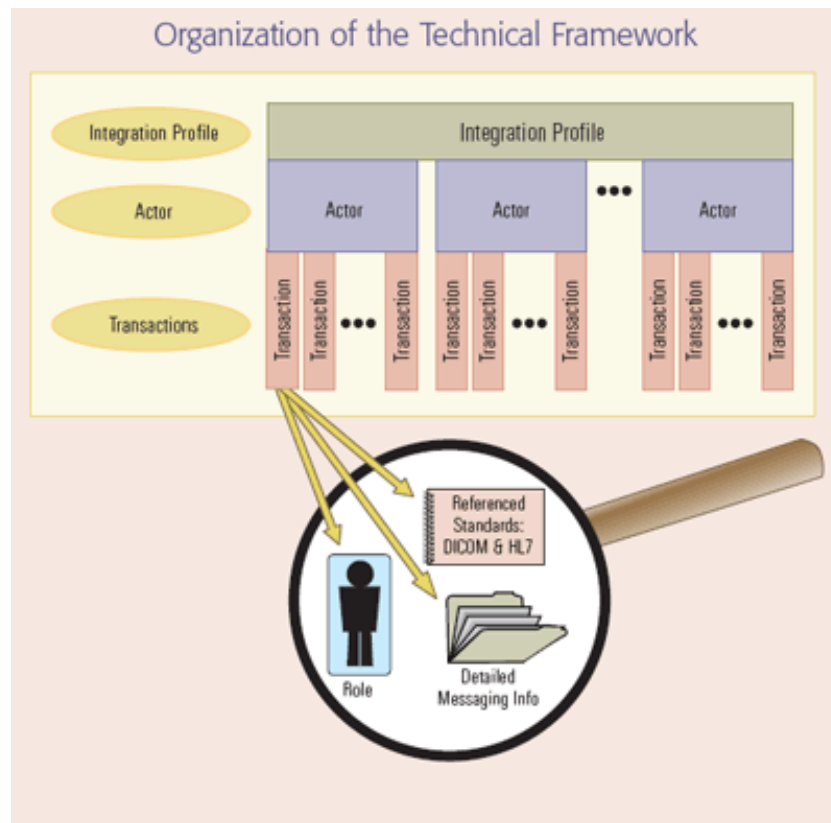 Organization of the Technical Framework
Integration Profile
Integration Profile
Actor
Actor
Actor
Actor
Transactions
Transaction
Transaction
Transaction
Transaction
Transaction
Transaction
Transaction
Transaction
Transaction
Referenced
Standards:
DICOM & HL7
Role
Detailed
Messaging Info